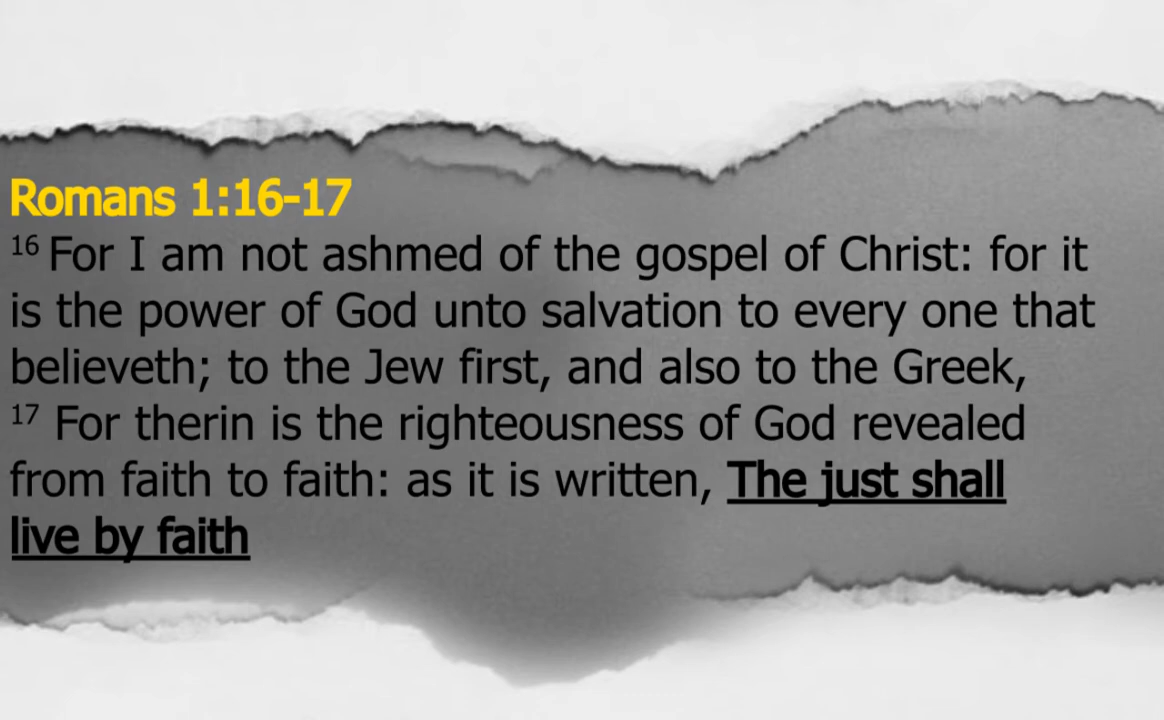 Romans 1:16-17
16 For I am not ashmed of the gospel of Christ: for it
is the power of God unto salvation to every one that
believeth; to the Jew first, and also to the Greek,
17 For therin is the righteousness of God revealed
from faith to faith: as it is written, The just shall
live by faith